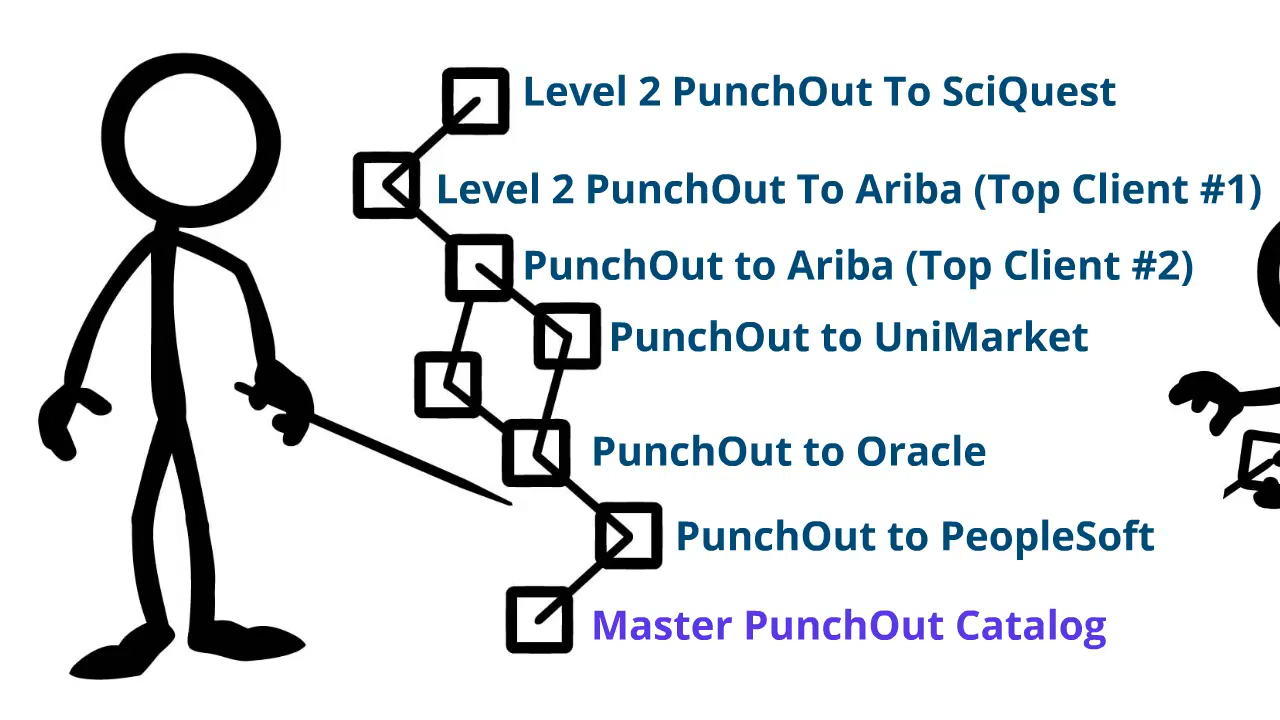 Level 2 PunchOut To SciQuest
Level 2 PunchOut To Ariba (Top Client #1)
PunchOut to Ariba (Top Client #2)
PunchOut to UniMarket
PunchOut to Oracle
PunchOut to PeopleSoft
Master PunchOut Catalog